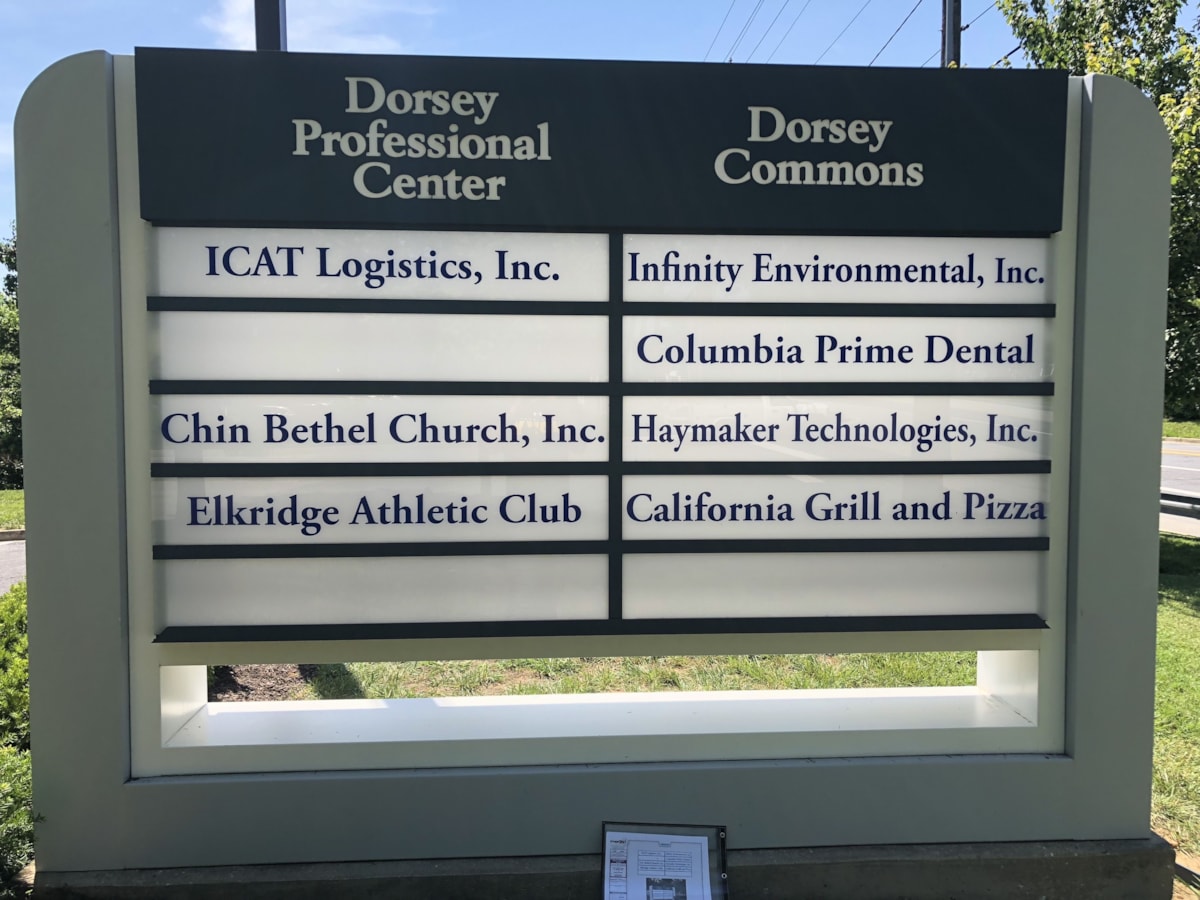 Dorsey
Professional
Center
ICAT Logistics, Inc.
Chin Bethel Church, Inc.
Elkridge Athletic Club
Dorsey
Commons
Infinity Environmental, Inc.
Columbia Prime Dental
Haymaker Technologies, Inc.
California Grill and Pizza